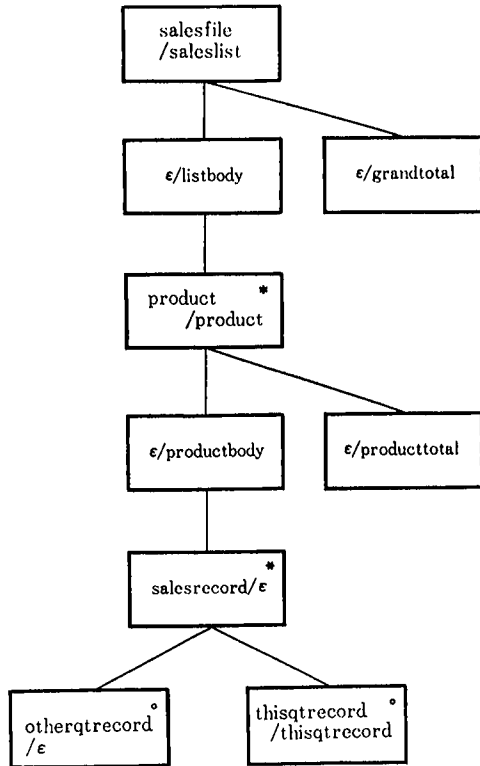 salesfile
/saleslist
ε/listbody
ε/grandtotal
product *
/product
ε/productbody
ε/producttotal
salesrecord/ε *
otherqtrecord °
/ε
thisqtrecord °
/thisqtrecord